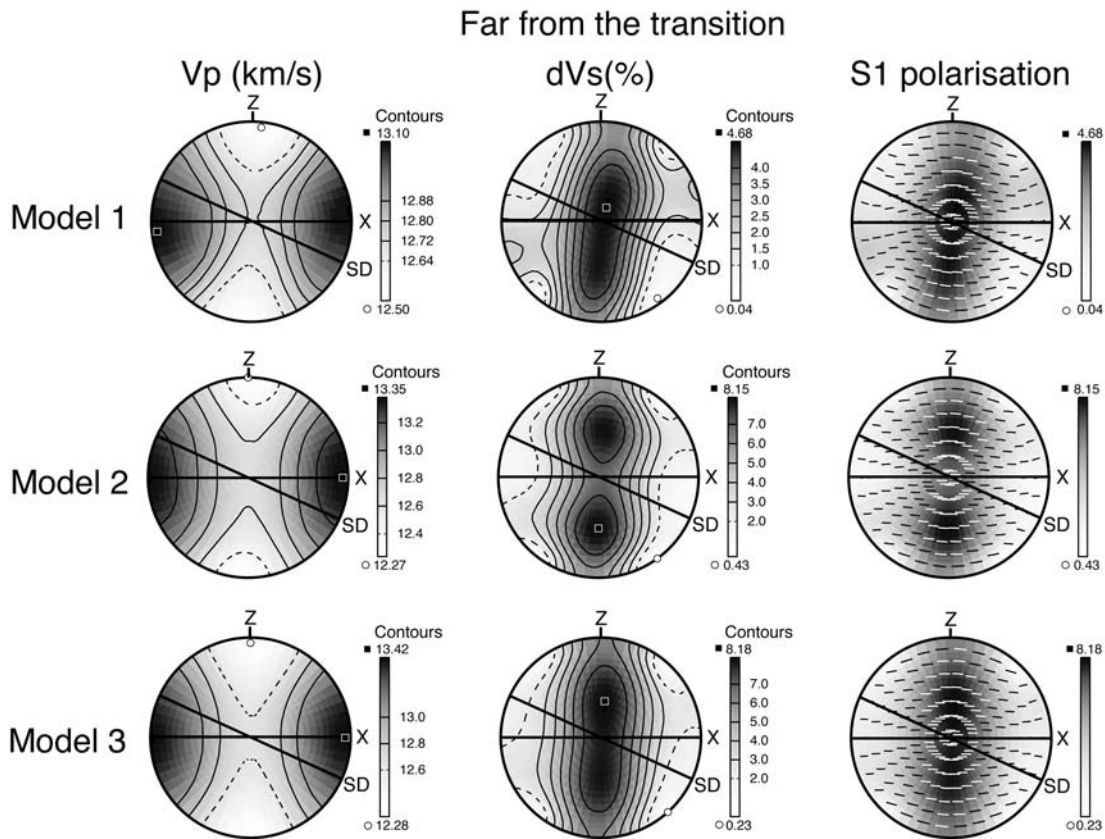 Far from the transition
Vp (km/s) dVs(%) S1 polarisation
Model 1
Z
X
SD
Contours
13.10
12.88
12.80
12.72
12.64
12.50
Z
X
SD
Contours
4.68
4.0
3.5
3.0
2.5
2.0
1.5
1.0
0.04
Z
X
SD
4.68
0.04
Model 2
Z
X
SD
Contours
13.35
13.2
13.0
12.8
12.6
12.4
12.27
Z
X
SD
Contours
8.15
7.0
6.0
5.0
4.0
3.0
2.0
0.43
Z
X
SD
8.15
0.43
Model 3
Z
X
SD
Contours
13.42
13.0
12.8
12.6
12.28
Z
X
SD
Contours
8.18
7.0
6.0
5.0
4.0
3.0
2.0
0.23
Z
X
SD
8.18
0.23